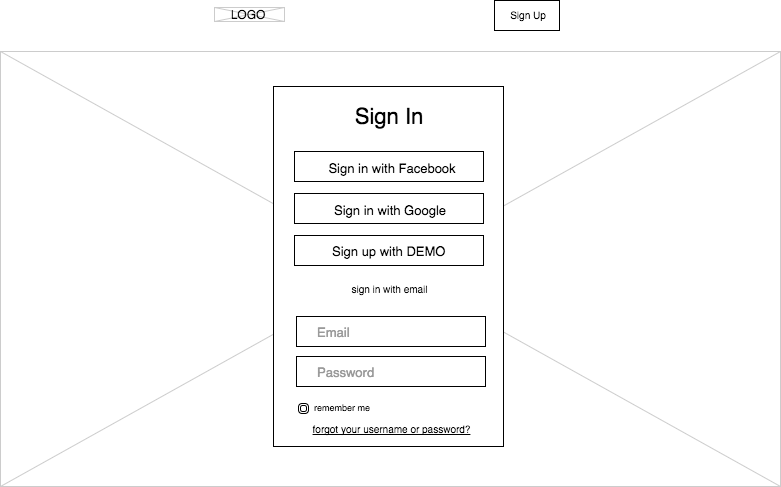 LOGO
Sign Up
Sign In
Sign in with Facebook
Sign in with Google
Sign up with DEMO
sign in with email
Email
Password
remember me
forgot your username or password?